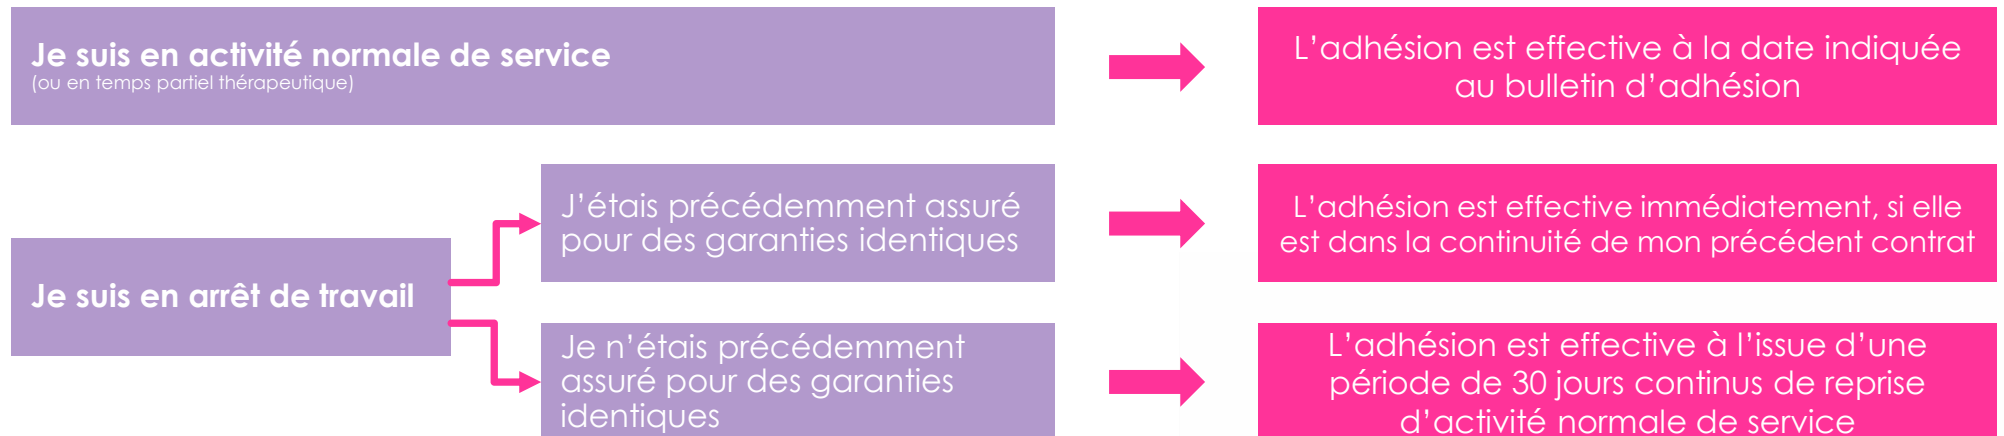 Je suis en activité normale de service
(ou en temps partiel thérapeutique)
L'adhésion est effective à la date indiquée
au bulletin d'adhésion
Je suis en arrêt de travail
J'étais précédemment assuré
pour des garanties identiques
L'adhésion est effective immédiatement, si elle
est dans la continuité de mon précédent contrat
Je n'étais précédemment
assuré pour des garanties
identiques
L'adhésion est effective à l'issue d'une
période de 30 jours continus de reprise
d'activité normale de service